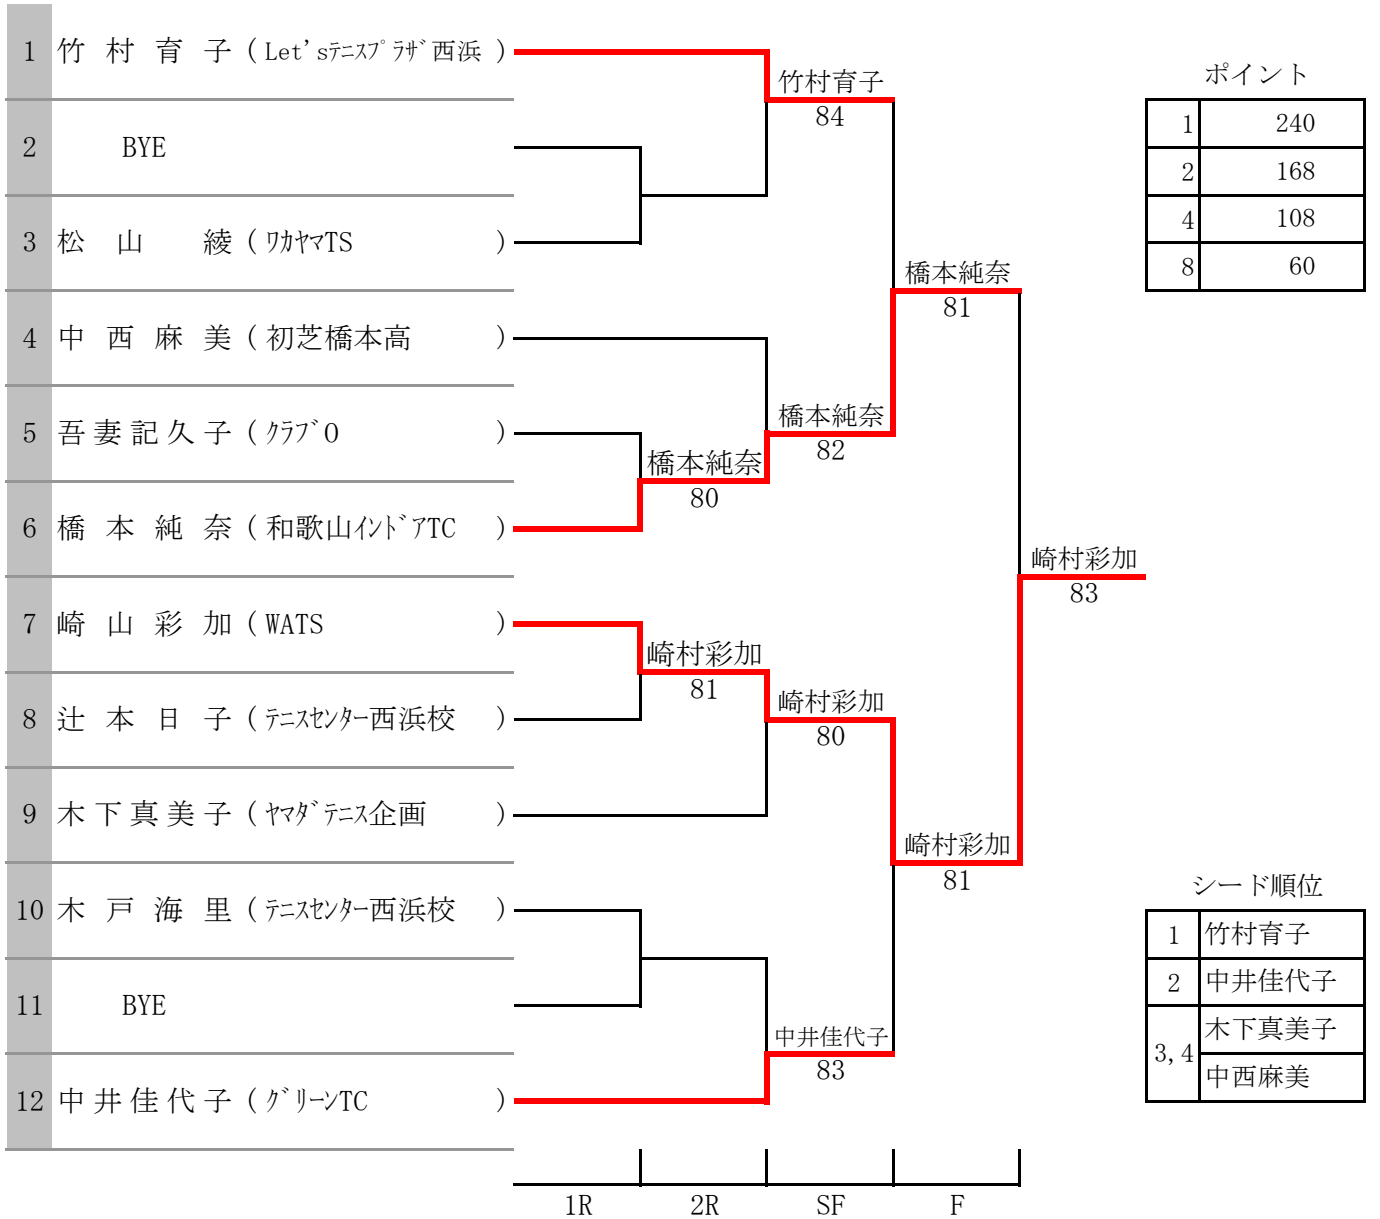 1 竹村育子(Let'sﾃﾆｽﾌﾟﾗｻﾞ西浜)
2 BYE
3 松山 綾(ﾜｶﾔﾏTS)
4 中西麻美(初芝橋本高)
5 吾妻記久子(ｸﾗﾌﾞO)
6 橋本純奈(和歌山ｲﾝﾄﾞｱTC)
7 崎山彩加(WATS)
8 辻本日子(ﾃﾆｽｾﾝﾀｰ西浜校)
9 木下真美子(ﾔﾏﾀﾞﾃﾆｽ企画)
10 木戸海里(ﾃﾆｽｾﾝﾀｰ西浜校)
11 BYE
12 中井佳代子(ｸﾞﾘｰﾝTC)
橋本純奈
80
崎村彩加
81
竹村育子
84
橋本純奈
82
崎村彩加
80
中井佳代子
83
橋本純奈
81
崎村彩加
81
崎村彩加
83
1R 2R SF F
ポイント
1 240
2 168
4 108
8 60
シード順位
1 竹村育子
2 中井佳代子
3,4 木下真美子
中西麻美